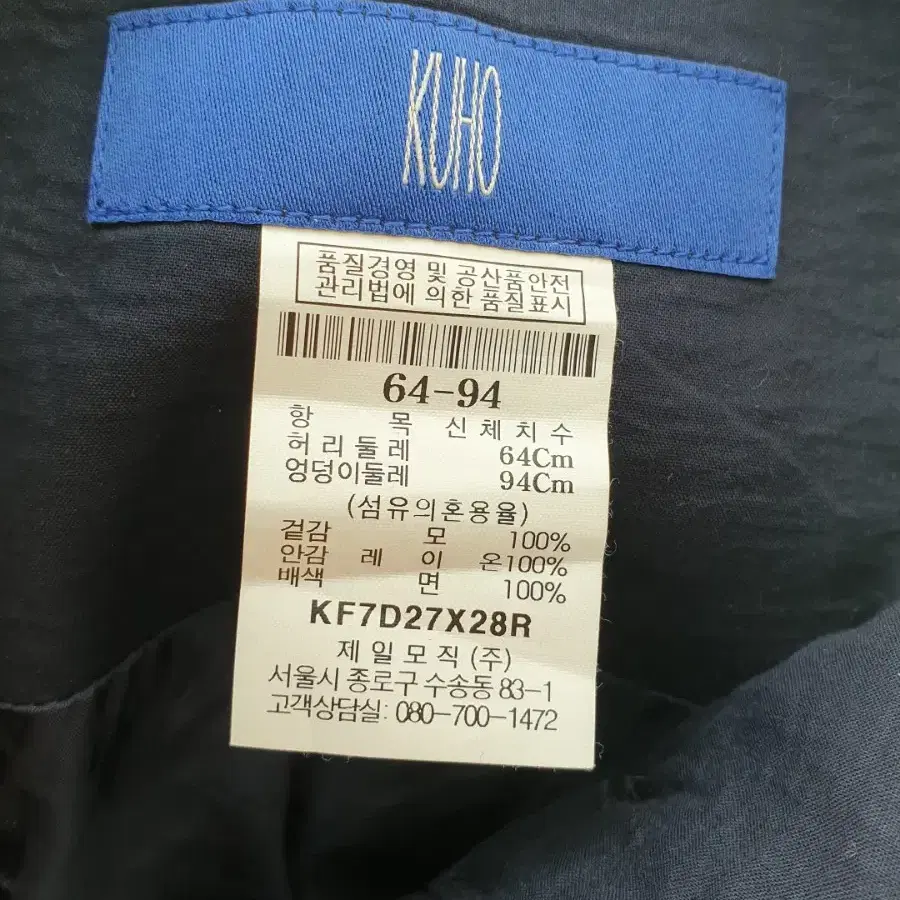 KUHO
품질경영 및 공산품안전
관리법에 의한 품질표시
64-94
항 목 신체치수
허리둘레 64Cm
엉덩이둘레 94Cm
(섬유의혼용율)
겉감 모 100%
안감 레이온100%
배색 면 100%
KF7D27X28R
제일모직(주)
서울시 종로구 수송동 83-1
고객상담실: 080-700-1472